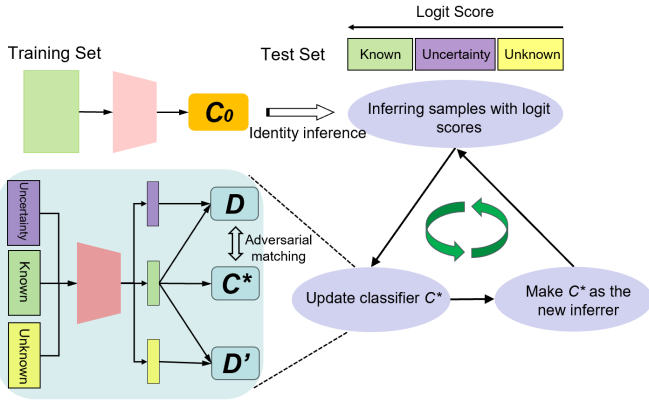 Logit Score
Training Set
Test Set
Known
Uncertainty
Unknown
C₀
Identity inference
Inferring samples with logit
scores
Uncertainty
Known
Unknown
D
Adversarial
matching
C*
D’
Update classifier C*
Make C* as the
new inferrer